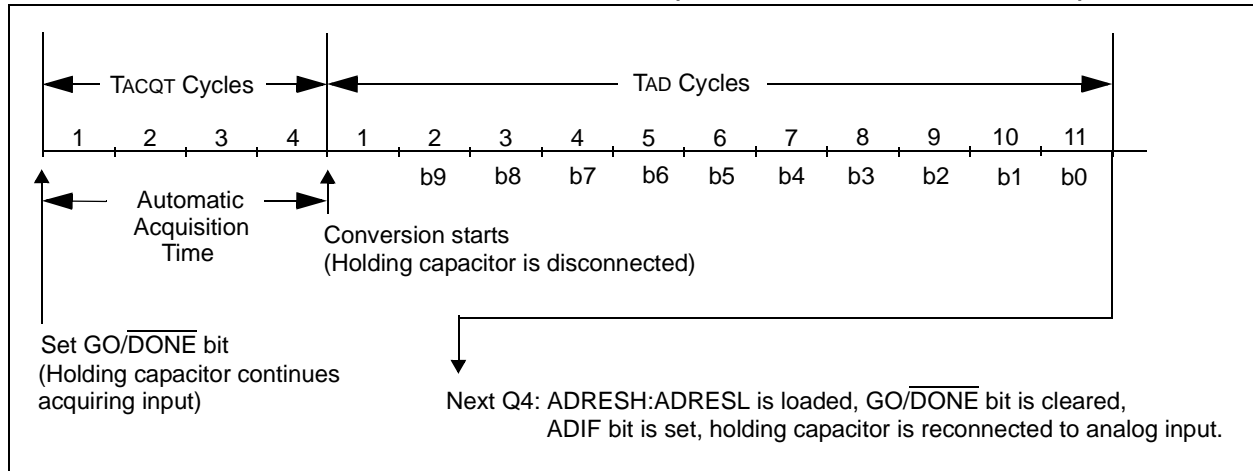 TACQT Cycles
TAD Cycles
1 2 3 4 1 2 3 4 5 6 7 8 9 10 11
b9 b8 b7 b6 b5 b4 b3 b2 b1 b0
Automatic
Acquisition
Time
Conversion starts
(Holding capacitor is disconnected)
Set GO/DONE bit
(Holding capacitor continues
acquiring input)
Next Q4: ADRESH:ADRESL is loaded, GO/DONE bit is cleared,
ADIF bit is set, holding capacitor is reconnected to analog input.